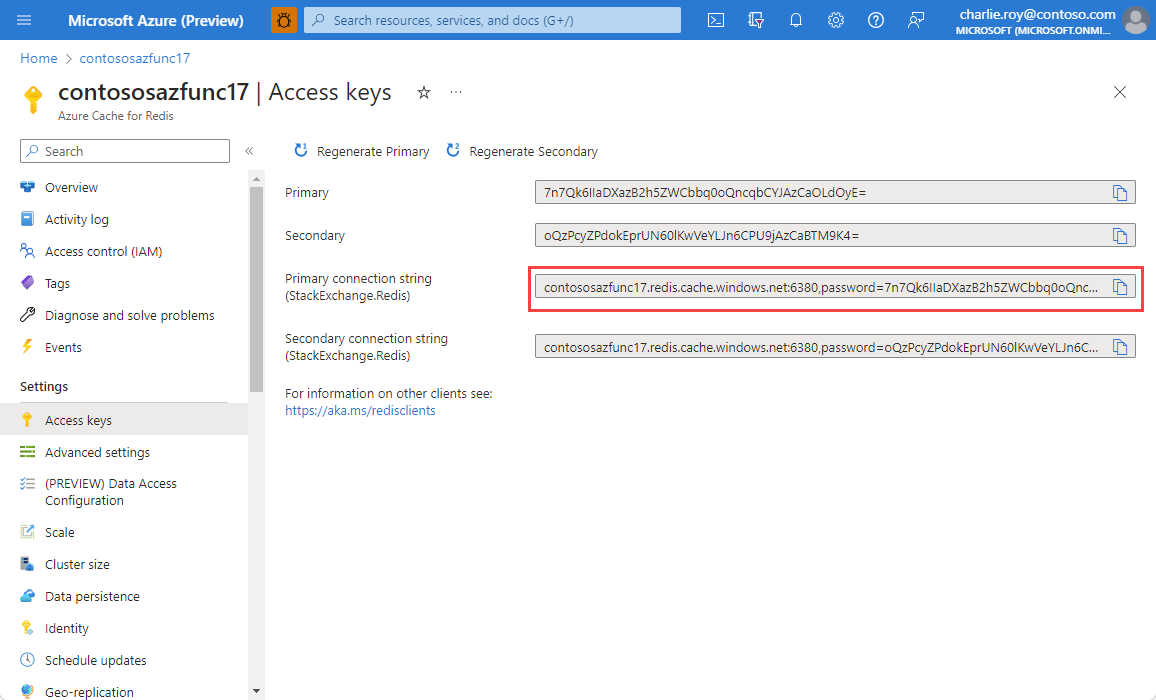 Microsoft Azure (Preview)
Search resources, services, and docs (G+/)
charlie.roy@contoso.com
MICROSOFT (MICROSOFT.ONMI...
Home > contososazfunc17
contososazfunc17 | Access keys
Azure Cache for Redis
Search
Regenerate Primary
Regenerate Secondary
Overview
Activity log
Access control (IAM)
Tags
Diagnose and solve problems
Events
Settings
Access keys
Advanced settings
(PREVIEW) Data Access
Configuration
Scale
Cluster size
Data persistence
Identity
Schedule updates
Geo-replication
Primary
7n7Qk6IIaDXazB2h5ZWCbbq0oQncqbCYJAzCaOLdOyE=
Secondary
oQzPcyZPdokEprUN60lKwVeYLJn6CPU9jAzCaBTM9K4=
Primary connection string
(StackExchange.Redis)
contososazfunc17.redis.cache.windows.net:6380,password=7n7Qk6IIaDXazB2h5ZWCbbq0oQnc...
Secondary connection string
(StackExchange.Redis)
contososazfunc17.redis.cache.windows.net:6380,password=oQzPcyZPdokEprUN60lKwVeYLJn6C...
For information on other clients see:
https://aka.ms/redisclients